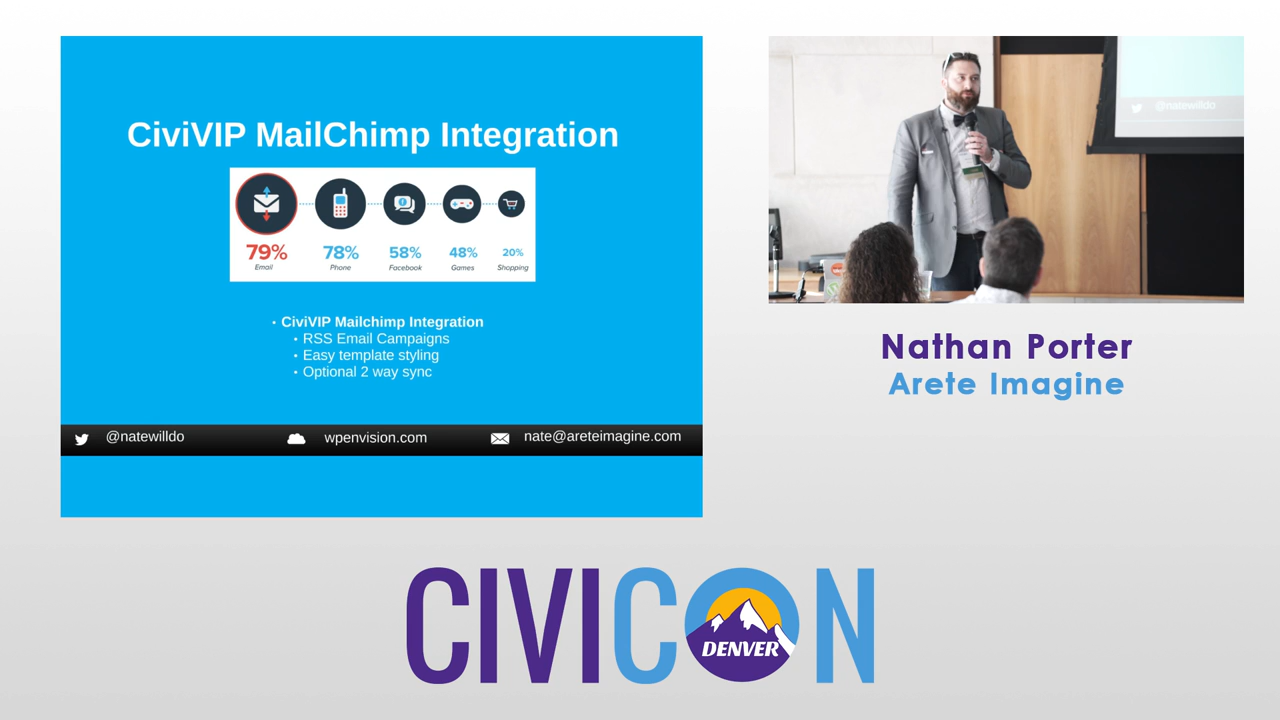 CiviVIP MailChimp Integration
79% 78% 58% 48% 20%
Email Phone Facebook Games Shopping
• CiviVIP Mailchimp Integration
• RSS Email Campaigns
• Easy template styling
• Optional 2 way sync
@natewilldo wpenvision.com nate@areteimagine.com
@natewilldo
Nathan Porter
Arete Imagine
CIVICON
DENVER